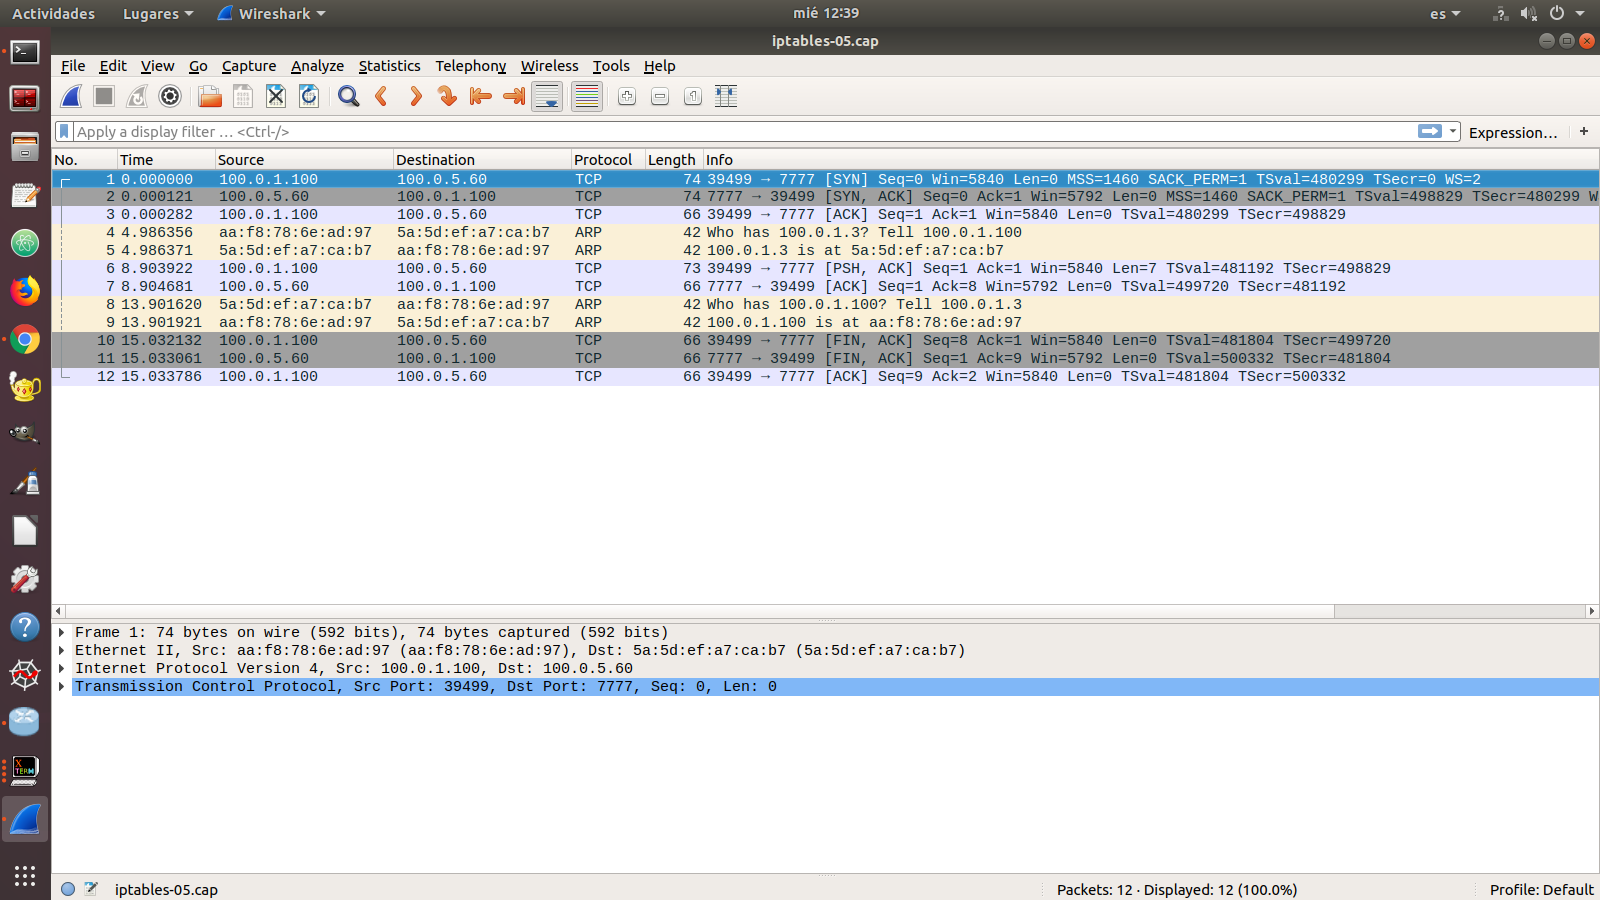 Actividades Lugares Wireshark mié 12:39 es
iptables-05.cap
File Edit View Go Capture Analyze Statistics Telephony Wireless Tools Help
Apply a display filter … <Ctrl-/> Expression… +
No. Time Source Destination Protocol Length Info
1 0.000000 100.0.1.100 100.0.5.60 TCP 74 39499 → 7777 [SYN] Seq=0 Win=5840 Len=0 MSS=1460 SACK_PERM=1 TSval=480299 TSecr=0 WS=2
2 0.000121 100.0.5.60 100.0.1.100 TCP 74 7777 → 39499 [SYN, ACK] Seq=0 Ack=1 Win=5792 Len=0 MSS=1460 SACK_PERM=1 TSval=498829 TSecr=480299 W
3 0.000282 100.0.1.100 100.0.5.60 TCP 66 39499 → 7777 [ACK] Seq=1 Ack=1 Win=5840 Len=0 TSval=480299 TSecr=498829
4 4.986356 aa:f8:78:6e:ad:97 5a:5d:ef:a7:ca:b7 ARP 42 Who has 100.0.1.3? Tell 100.0.1.100
5 4.986371 5a:5d:ef:a7:ca:b7 aa:f8:78:6e:ad:97 ARP 42 100.0.1.3 is at 5a:5d:ef:a7:ca:b7
6 8.903922 100.0.1.100 100.0.5.60 TCP 73 39499 → 7777 [PSH, ACK] Seq=1 Ack=1 Win=5840 Len=7 TSval=481192 TSecr=498829
7 8.904681 100.0.5.60 100.0.1.100 TCP 66 7777 → 39499 [ACK] Seq=1 Ack=8 Win=5792 Len=0 TSval=499720 TSecr=481192
8 13.901620 5a:5d:ef:a7:ca:b7 aa:f8:78:6e:ad:97 ARP 42 Who has 100.0.1.100? Tell 100.0.1.3
9 13.901921 aa:f8:78:6e:ad:97 5a:5d:ef:a7:ca:b7 ARP 42 100.0.1.100 is at aa:f8:78:6e:ad:97
10 15.032132 100.0.1.100 100.0.5.60 TCP 66 39499 → 7777 [FIN, ACK] Seq=8 Ack=1 Win=5840 Len=0 TSval=481804 TSecr=499720
11 15.033061 100.0.5.60 100.0.1.100 TCP 66 7777 → 39499 [FIN, ACK] Seq=1 Ack=9 Win=5792 Len=0 TSval=500332 TSecr=481804
12 15.033786 100.0.1.100 100.0.5.60 TCP 66 39499 → 7777 [ACK] Seq=9 Ack=2 Win=5840 Len=0 TSval=481804 TSecr=500332
Frame 1: 74 bytes on wire (592 bits), 74 bytes captured (592 bits)
Ethernet II, Src: aa:f8:78:6e:ad:97 (aa:f8:78:6e:ad:97), Dst: 5a:5d:ef:a7:ca:b7 (5a:5d:ef:a7:ca:b7)
Internet Protocol Version 4, Src: 100.0.1.100, Dst: 100.0.5.60
Transmission Control Protocol, Src Port: 39499, Dst Port: 7777, Seq: 0, Len: 0
X
TERM
iptables-05.cap Packets: 12 · Displayed: 12 (100.0%) Profile: Default